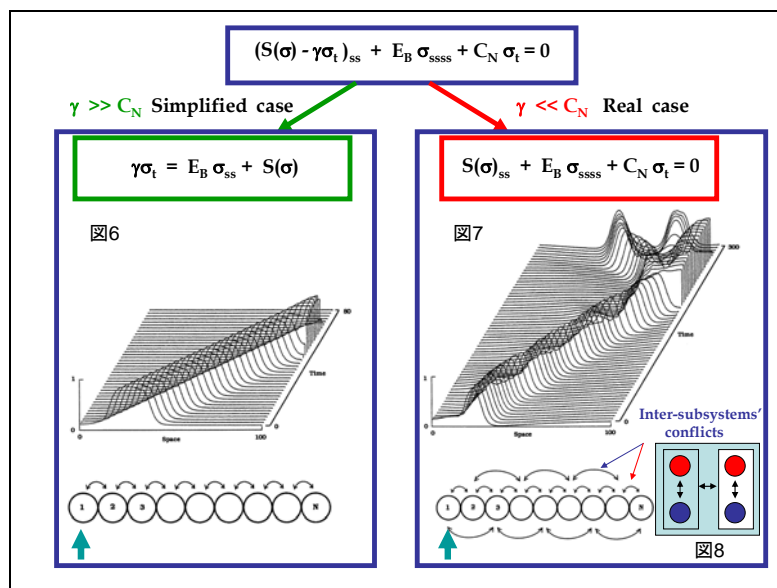 (S(σ) - γσt )ss + EB σssss + CN σt = 0
γ >> CN Simplified case
γ << CN Real case
γσt = EB σss + S(σ)
S(σ)ss + EB σssss + CN σt = 0
図6
図7
80
300
Time
Time
1
0
0
Space
100
0
1
0
0
Space
100
0
Inter-subsystems'
conflicts
1 2 3 N
1 2 3 N
図8